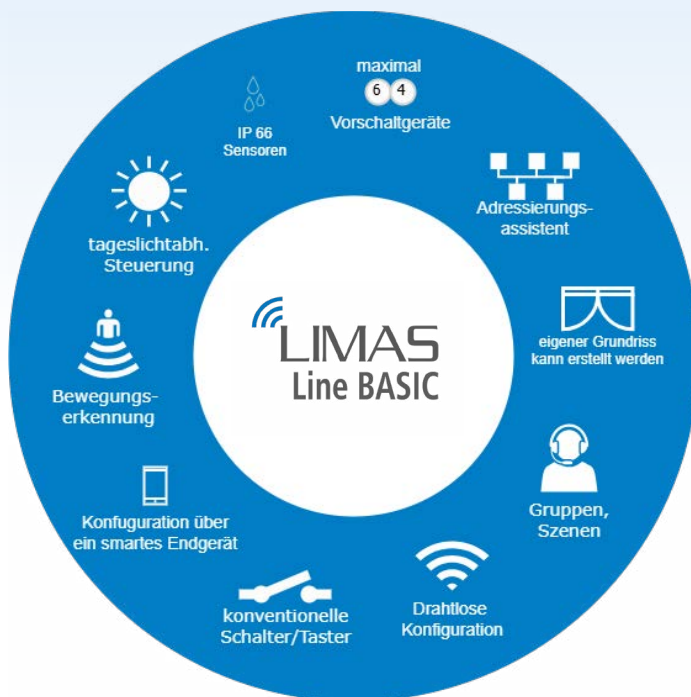 maximal
6 4
Vorschaltgeräte
Adressierungs-
assistent
eigener Grundriss
kann erstellt werden
Gruppen,
Szenen
Drahtlose
Konfiguration
konventionelle
Schalter/Taster
Konfuguration über
ein smartes Endgerät
Bewegungs-
erkennung
tageslichtabh.
Steuerung
IP 66
Sensoren
LIMAS
Line BASIC